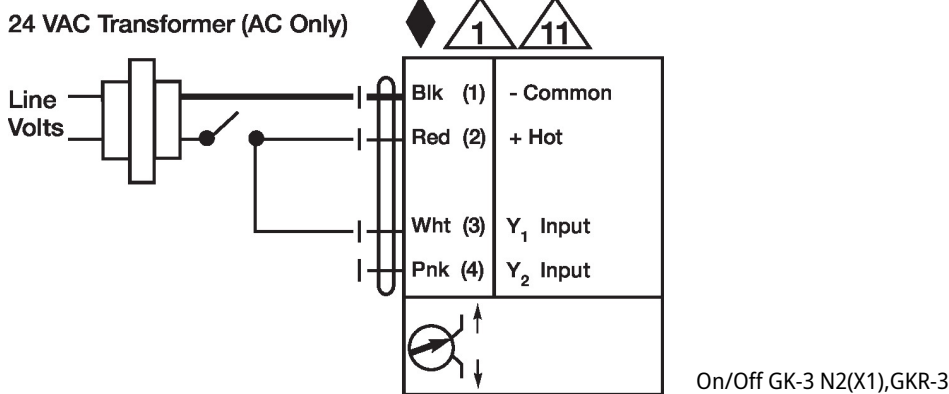 24 VAC Transformer (AC Only)
1
11
Line
Volts
Blk (1) - Common
Red (2) + Hot
Wht (3) Y1 Input
Pnk (4) Y2 Input
On/Off GK-3 N2(X1),GKR-3